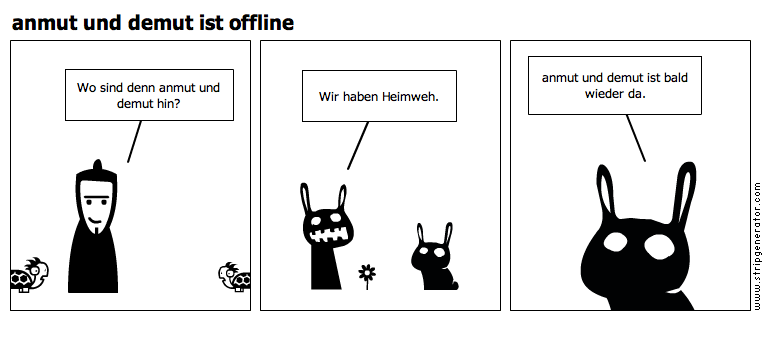 anmut und demut ist offline
Wo sind denn anmut und
demut hin?
Wir haben Heimweh.
anmut und demut ist bald
wieder da.
www.stripgenerator.com